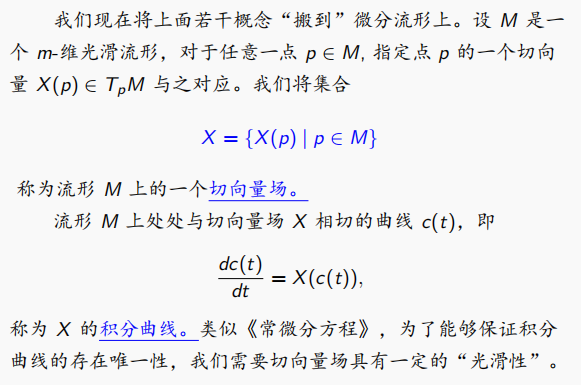 我们现在将上面若干概念“搬到”微分流形上。设 M 是一
个 m-维光滑流形，对于任意一点 p ∈ M, 指定点 p 的一个切向
量 X(p) ∈ TₚM 与之对应。我们将集合
X = {X(p) | p ∈ M}
称为流形 M 上的一个切向量场。
流形 M 上处处与切向量场 X 相切的曲线 c(t)，即
dc(t)/dt = X(c(t)),
称为 X 的积分曲线。类似《常微分方程》，为了能够保证积分
曲线的存在唯一性，我们需要切向量场具有一定的“光滑性”。